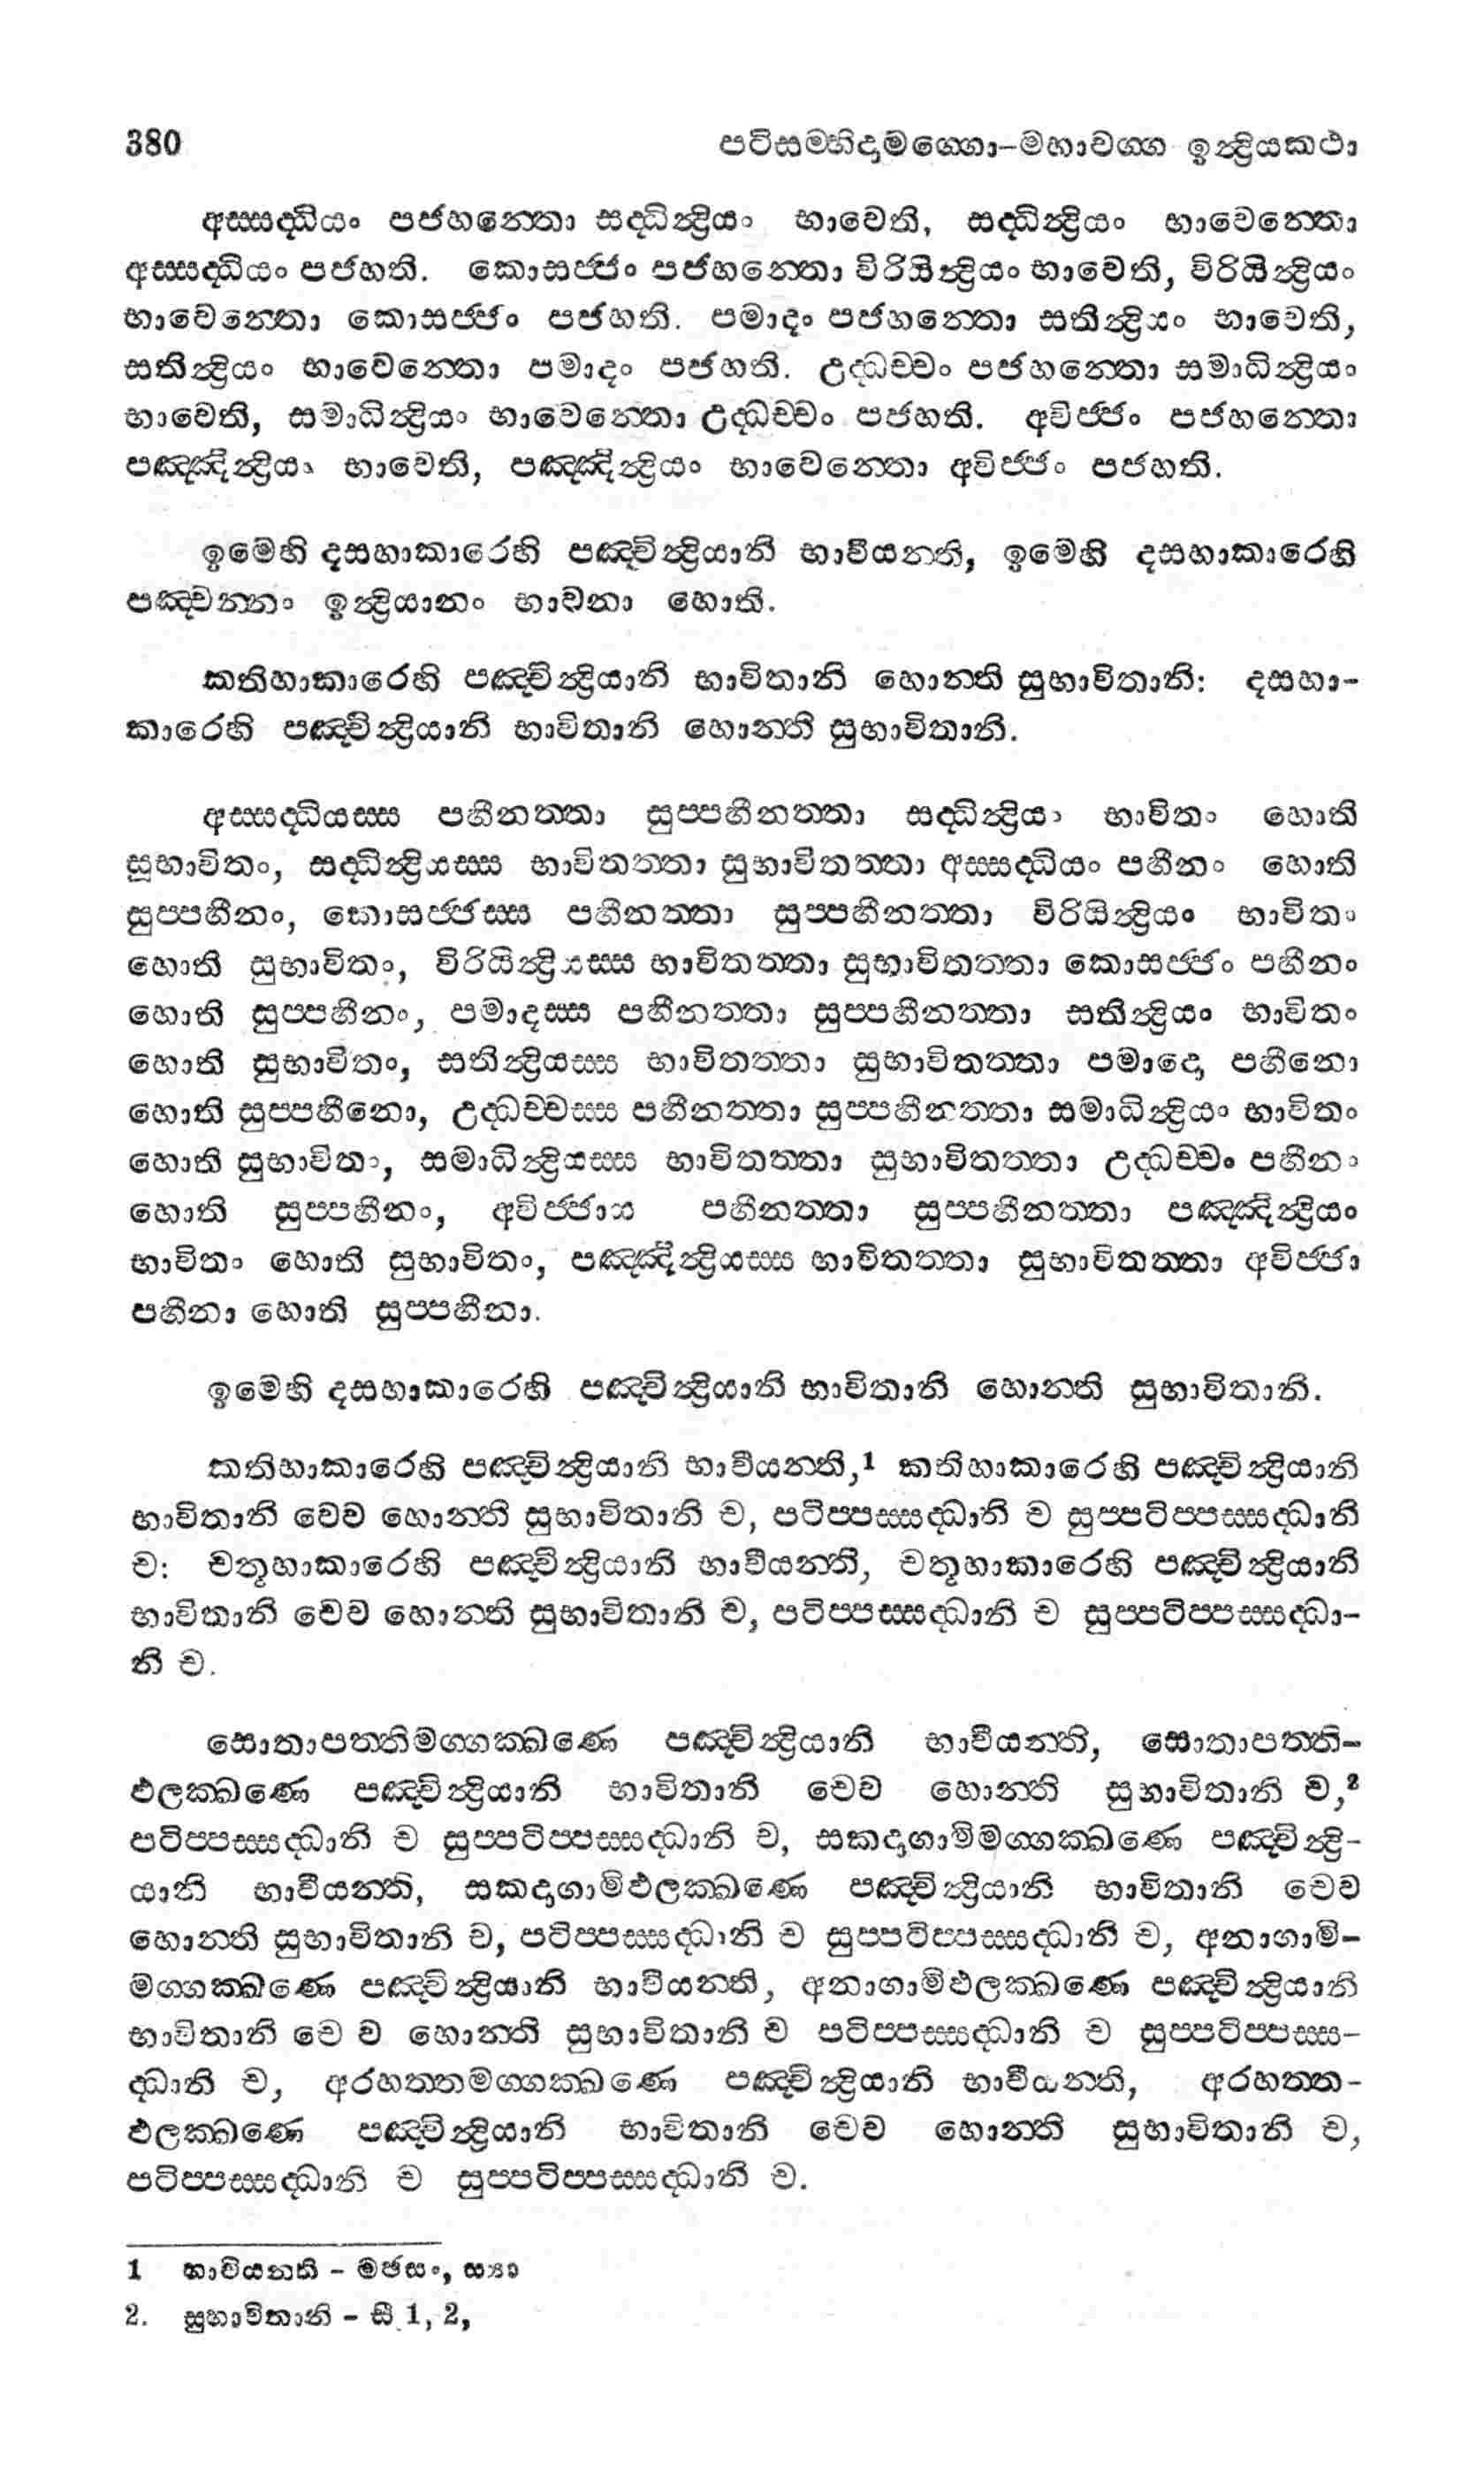 380 පටිසම්භිදාමග්ගො-මහාවග්ග ඉන්ද්‍රියකථා
අස්සද්ධියං පජහන්තො සද්ධින්ද්‍රියං භාවෙති, සද්ධින්ද්‍රියං භාවෙන්තො
අස්සද්ධියං පජහති. කොසජ්ජං පජහන්තො විරියින්ද්‍රියං භාවෙති, විරියින්ද්‍රියං
භාවෙන්තො කොසජ්ජං පජහති. පමාදං පජහන්තො සතින්ද්‍රියං භාවෙති,
සතින්ද්‍රියං භාවෙන්තො පමාදං පජහති. උද්ධච්චං පජහන්තො සමාධින්ද්‍රියං
භාවෙති, සමාධින්ද්‍රියං භාවෙන්තො උද්ධච්චං පජහති. අවිජ්ජං පජහන්තො
පඤ්ඤින්ද්‍රියං භාවෙති, පඤ්ඤින්ද්‍රියං භාවෙන්තො අවිජ්ජං පජහති.
ඉමෙහි දසහාකාරෙහි පඤ්චින්ද්‍රියානි භාවීයන්ති, ඉමෙහි දසහාකාරෙහි
පඤ්චන්නං ඉන්ද්‍රියානං භාවනා හොති.
කතිහාකාරෙහි පඤ්චින්ද්‍රියානි භාවිතානි හොන්ති සුභාවිතානි: දසහා-
කාරෙහි පඤ්චින්ද්‍රියානි භාවිතානි හොන්ති සුභාවිතානි.
අස්සද්ධියස්ස පහීනත්තා සුප්පහීනත්තා සද්ධින්ද්‍රියං භාවිතං හොති
සුභාවිතං, සද්ධින්ද්‍රියස්ස භාවිතත්තා සුභාවිතත්තා අස්සද්ධියං පහීනං හොති
සුප්පහීනං, කොසජ්ජස්ස පහීනත්තා සුප්පහීනත්තා විරියින්ද්‍රියං භාවිතං
හොති සුභාවිතං, විරියින්ද්‍රියස්ස භාවිතත්තා සුභාවිතත්තා කොසජ්ජං පහීනං
හොති සුප්පහීනං, පමාදස්ස පහීනත්තා සුප්පහීනත්තා සතින්ද්‍රියං භාවිතං
හොති සුභාවිතං, සතින්ද්‍රියස්ස භාවිතත්තා සුභාවිතත්තා පමාදො පහීනො
හොති සුප්පහීනො, උද්ධච්චස්ස පහීනත්තා සුප්පහීනත්තා සමාධින්ද්‍රියං භාවිතං
හොති සුභාවිතං, සමාධින්ද්‍රියස්ස භාවිතත්තා සුභාවිතත්තා උද්ධච්චං පහීනං
හොති සුප්පහීනං, අවිජ්ජාය පහීනත්තා සුප්පහීනත්තා පඤ්ඤින්ද්‍රියං
භාවිතං හොති සුභාවිතං, පඤ්ඤින්ද්‍රියස්ස භාවිතත්තා සුභාවිතත්තා අවිජ්ජා
පහීනා හොති සුප්පහීනා.
ඉමෙහි දසහාකාරෙහි පඤ්චින්ද්‍රියානි භාවිතානි හොන්ති සුභාවිතානි.
කතිහාකාරෙහි පඤ්චින්ද්‍රියානි භාවීයන්ති,¹ කතිහාකාරෙහි පඤ්චින්ද්‍රියානි
භාවිතානි චෙව හොන්ති සුභාවිතානි ච, පටිප්පස්සද්ධානි ච සුප්පටිප්පස්සද්ධානි
ච: චතූහාකාරෙහි පඤ්චින්ද්‍රියානි භාවීයන්ති, චතූහාකාරෙහි පඤ්චින්ද්‍රියානි
භාවිතානි චෙව හොන්ති සුභාවිතානි ච, පටිප්පස්සද්ධානි ච සුප්පටිප්පස්සද්ධා-
නි ච.
සොතාපත්තිමග්ගක්ඛණෙ පඤ්චින්ද්‍රියානි භාවීයන්ති, සොතාපත්ති-
ඵලක්ඛණෙ පඤ්චින්ද්‍රියානි භාවිතානි චෙව හොන්ති සුභාවිතානි ච,²
පටිප්පස්සද්ධානි ච සුප්පටිප්පස්සද්ධානි ච, සකදාගාමිමග්ගක්ඛණෙ පඤ්චින්ද්‍රි-
යානි භාවීයන්ති, සකදාගාමිඵලක්ඛණෙ පඤ්චින්ද්‍රියානි භාවිතානි චෙව
හොන්ති සුභාවිතානි ච, පටිප්පස්සද්ධානි ච සුප්පටිප්පස්සද්ධානි ච, අනාගාමි-
මග්ගක්ඛණෙ පඤ්චින්ද්‍රියානි භාවීයන්ති, අනාගාමිඵලක්ඛණෙ පඤ්චින්ද්‍රියානි
භාවිතානි චෙ ව හොන්ති සුභාවිතානි ච පටිප්පස්සද්ධානි ච සුප්පටිප්පස්ස-
ද්ධානි ච, අරහත්තමග්ගක්ඛණෙ පඤ්චින්ද්‍රියානි භාවීයන්ති, අරහත්ත-
ඵලක්ඛණෙ පඤ්චින්ද්‍රියානි භාවිතානි චෙව හොන්ති සුභාවිතානි ච,
පටිප්පස්සද්ධානි ච සුප්පටිප්පස්සද්ධානි ච.
1 භාවියන්ති - මජසං, ස්‍යා
2. සුභාවිතානි - සී 1, 2,